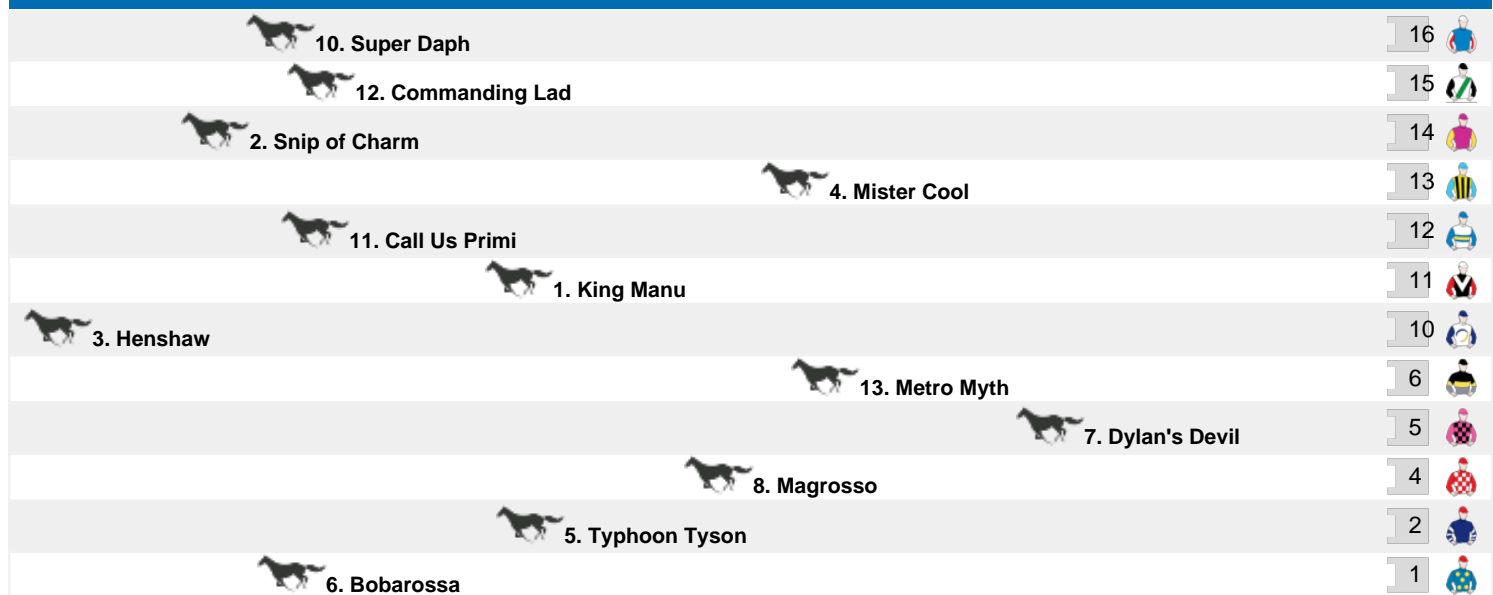 10. Super Daph 16
12. Commanding Lad 15
2. Snip of Charm 14
4. Mister Cool 13
11. Call Us Primi 12
1. King Manu 11
3. Henshaw 10
13. Metro Myth 6
7. Dylan's Devil 5
8. Magrosso 4
5. Typhoon Tyson 2
6. Bobarossa 1